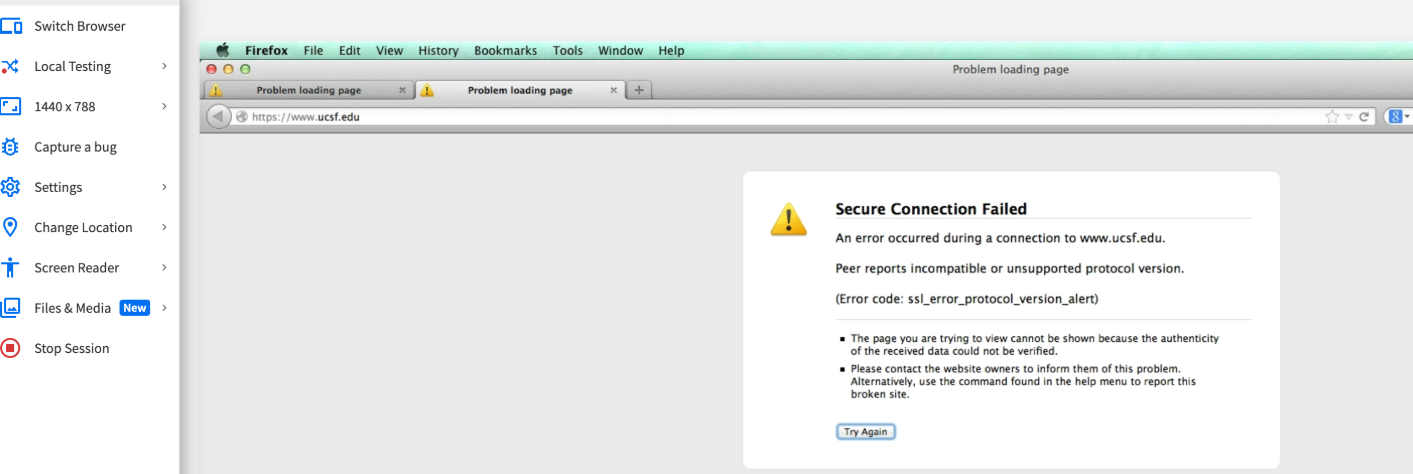 Switch Browser
Local Testing
1440 x 788
Capture a bug
Settings
Change Location
Screen Reader
Files & Media New
Stop Session
Firefox File Edit View History Bookmarks Tools Window Help
Problem loading page
Problem loading page
Problem loading page
https://www.ucsf.edu
Secure Connection Failed
An error occurred during a connection to www.ucsf.edu.
Peer reports incompatible or unsupported protocol version.
(Error code: ssl_error_protocol_version_alert)
The page you are trying to view cannot be shown because the authenticity
of the received data could not be verified.
Please contact the website owners to inform them of this problem.
Alternatively, use the command found in the help menu to report this
broken site.
Try Again